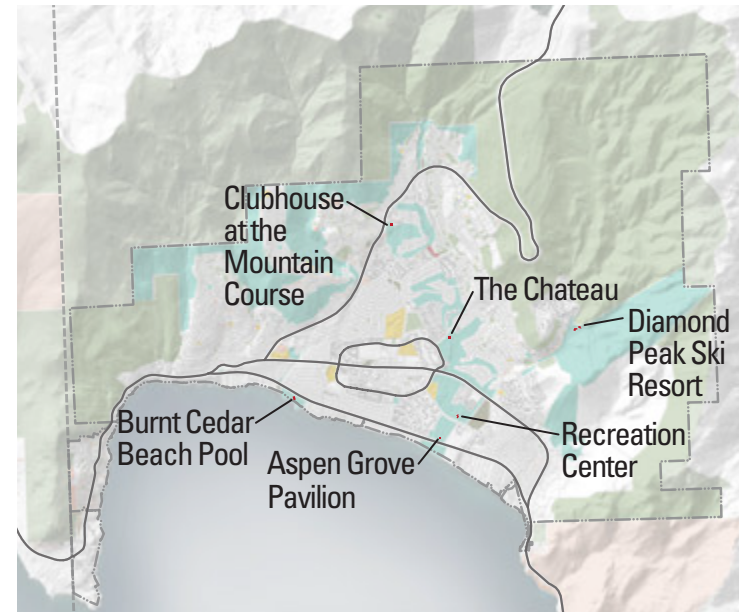 Clubhouse
at the
Mountain
Course
The Chateau
Diamond
Peak Ski
Resort
Burnt Cedar
Beach Pool
Aspen Grove
Pavilion
Recreation
Center